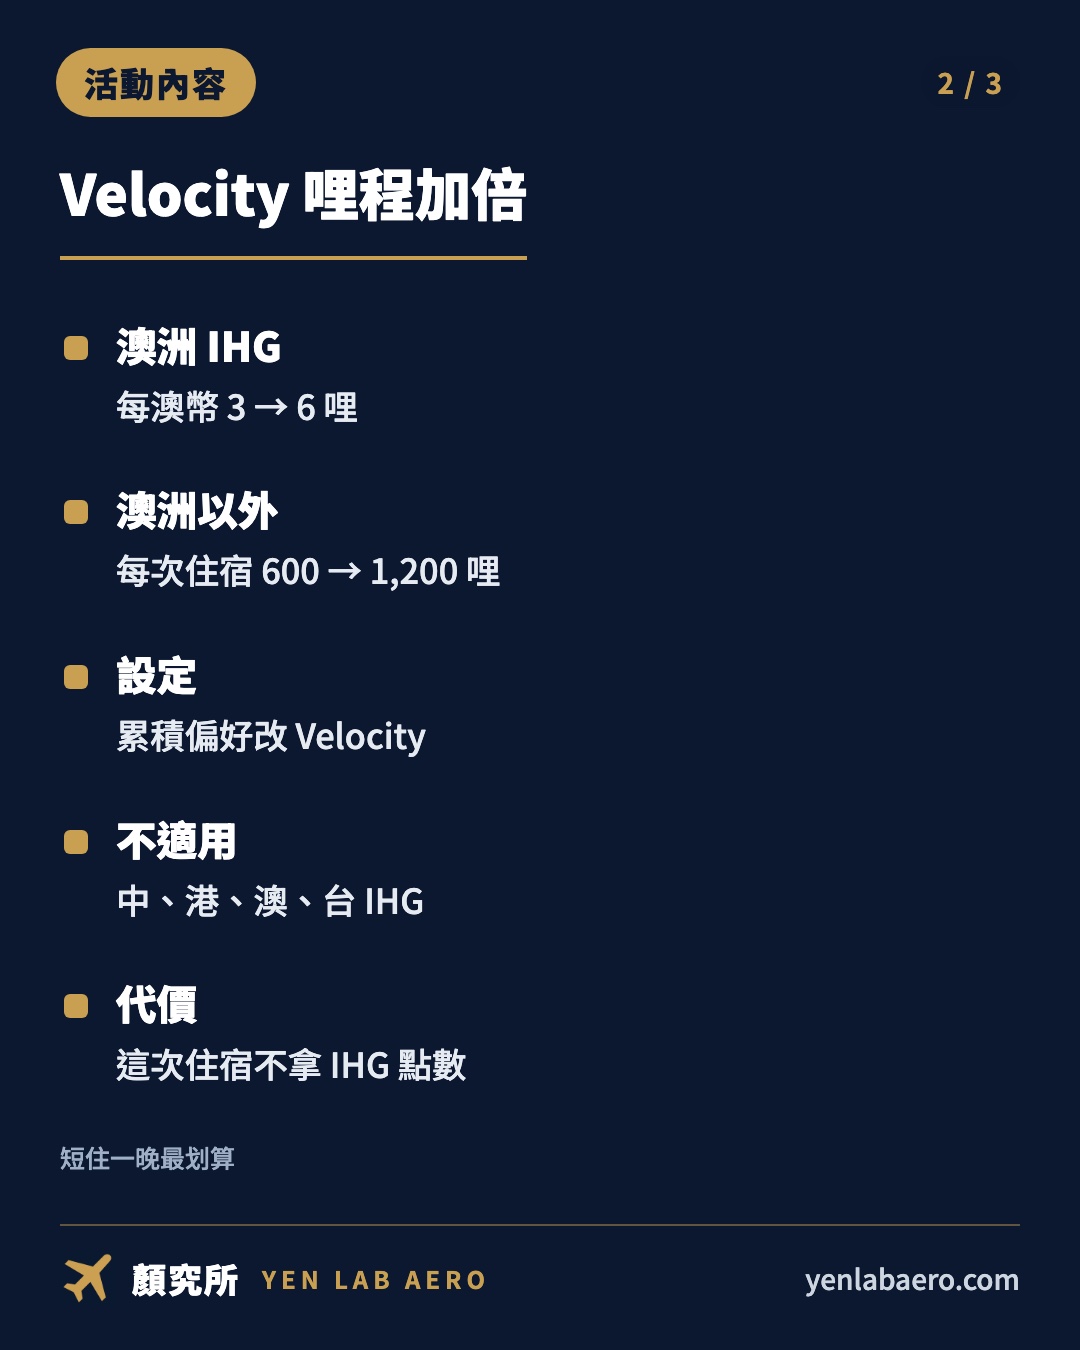 活動內容
2 / 3
Velocity 哩程加倍
澳洲 IHG
每澳幣 3 → 6 哩
澳洲以外
每次住宿 600 → 1,200 哩
設定
累積偏好改 Velocity
不適用
中、港、澳、台 IHG
代價
這次住宿不拿 IHG 點數
短住一晚最划算
顏究所 YEN LAB AERO
yenlabaero.com